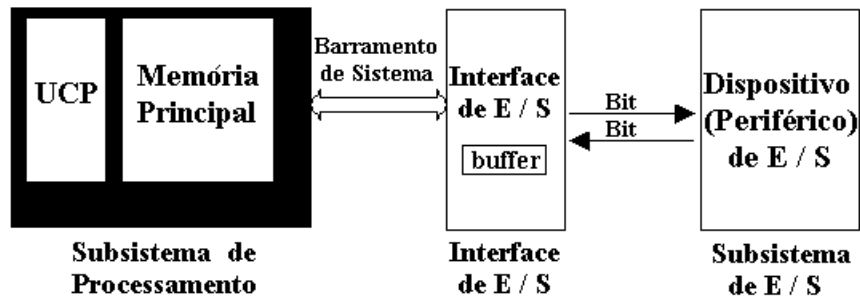 UCP
Memória
Principal
Barramento
de Sistema
Interface
de E / S
buffer
Bit
Bit
Dispositivo
(Periférico)
de E / S
Subsistema de
Processamento
Interface
de E / S
Subsistema
de E / S